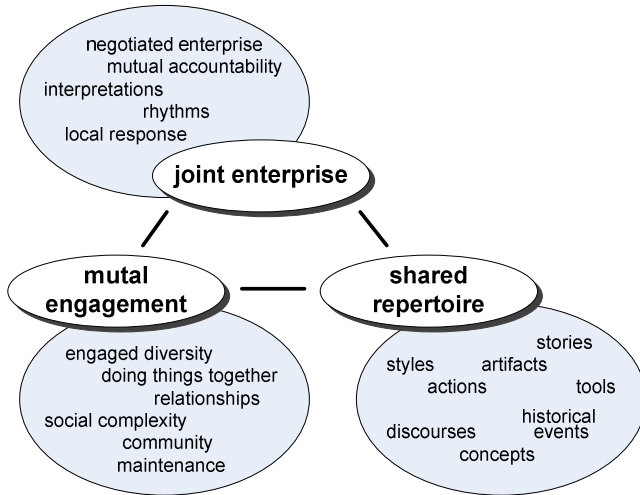 negotiated enterprise
mutual accountability
interpretations
rhythms
local response
joint enterprise
mutal
engagement
engaged diversity
doing things together
relationships
social complexity
community
maintenance
shared
repertoire
stories
styles artifacts
actions tools
historical
discourses events
concepts